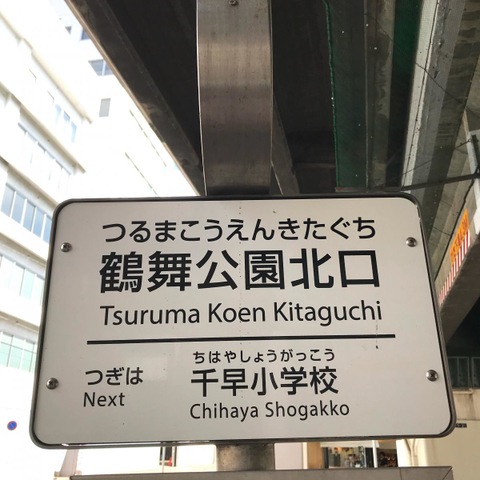 つるまこうえんきたぐち
鶴舞公園北口
Tsuruma Koen Kitaguchi
つぎは
Next
ちはやしょうがっこう
千早小学校
Chihaya Shogakko